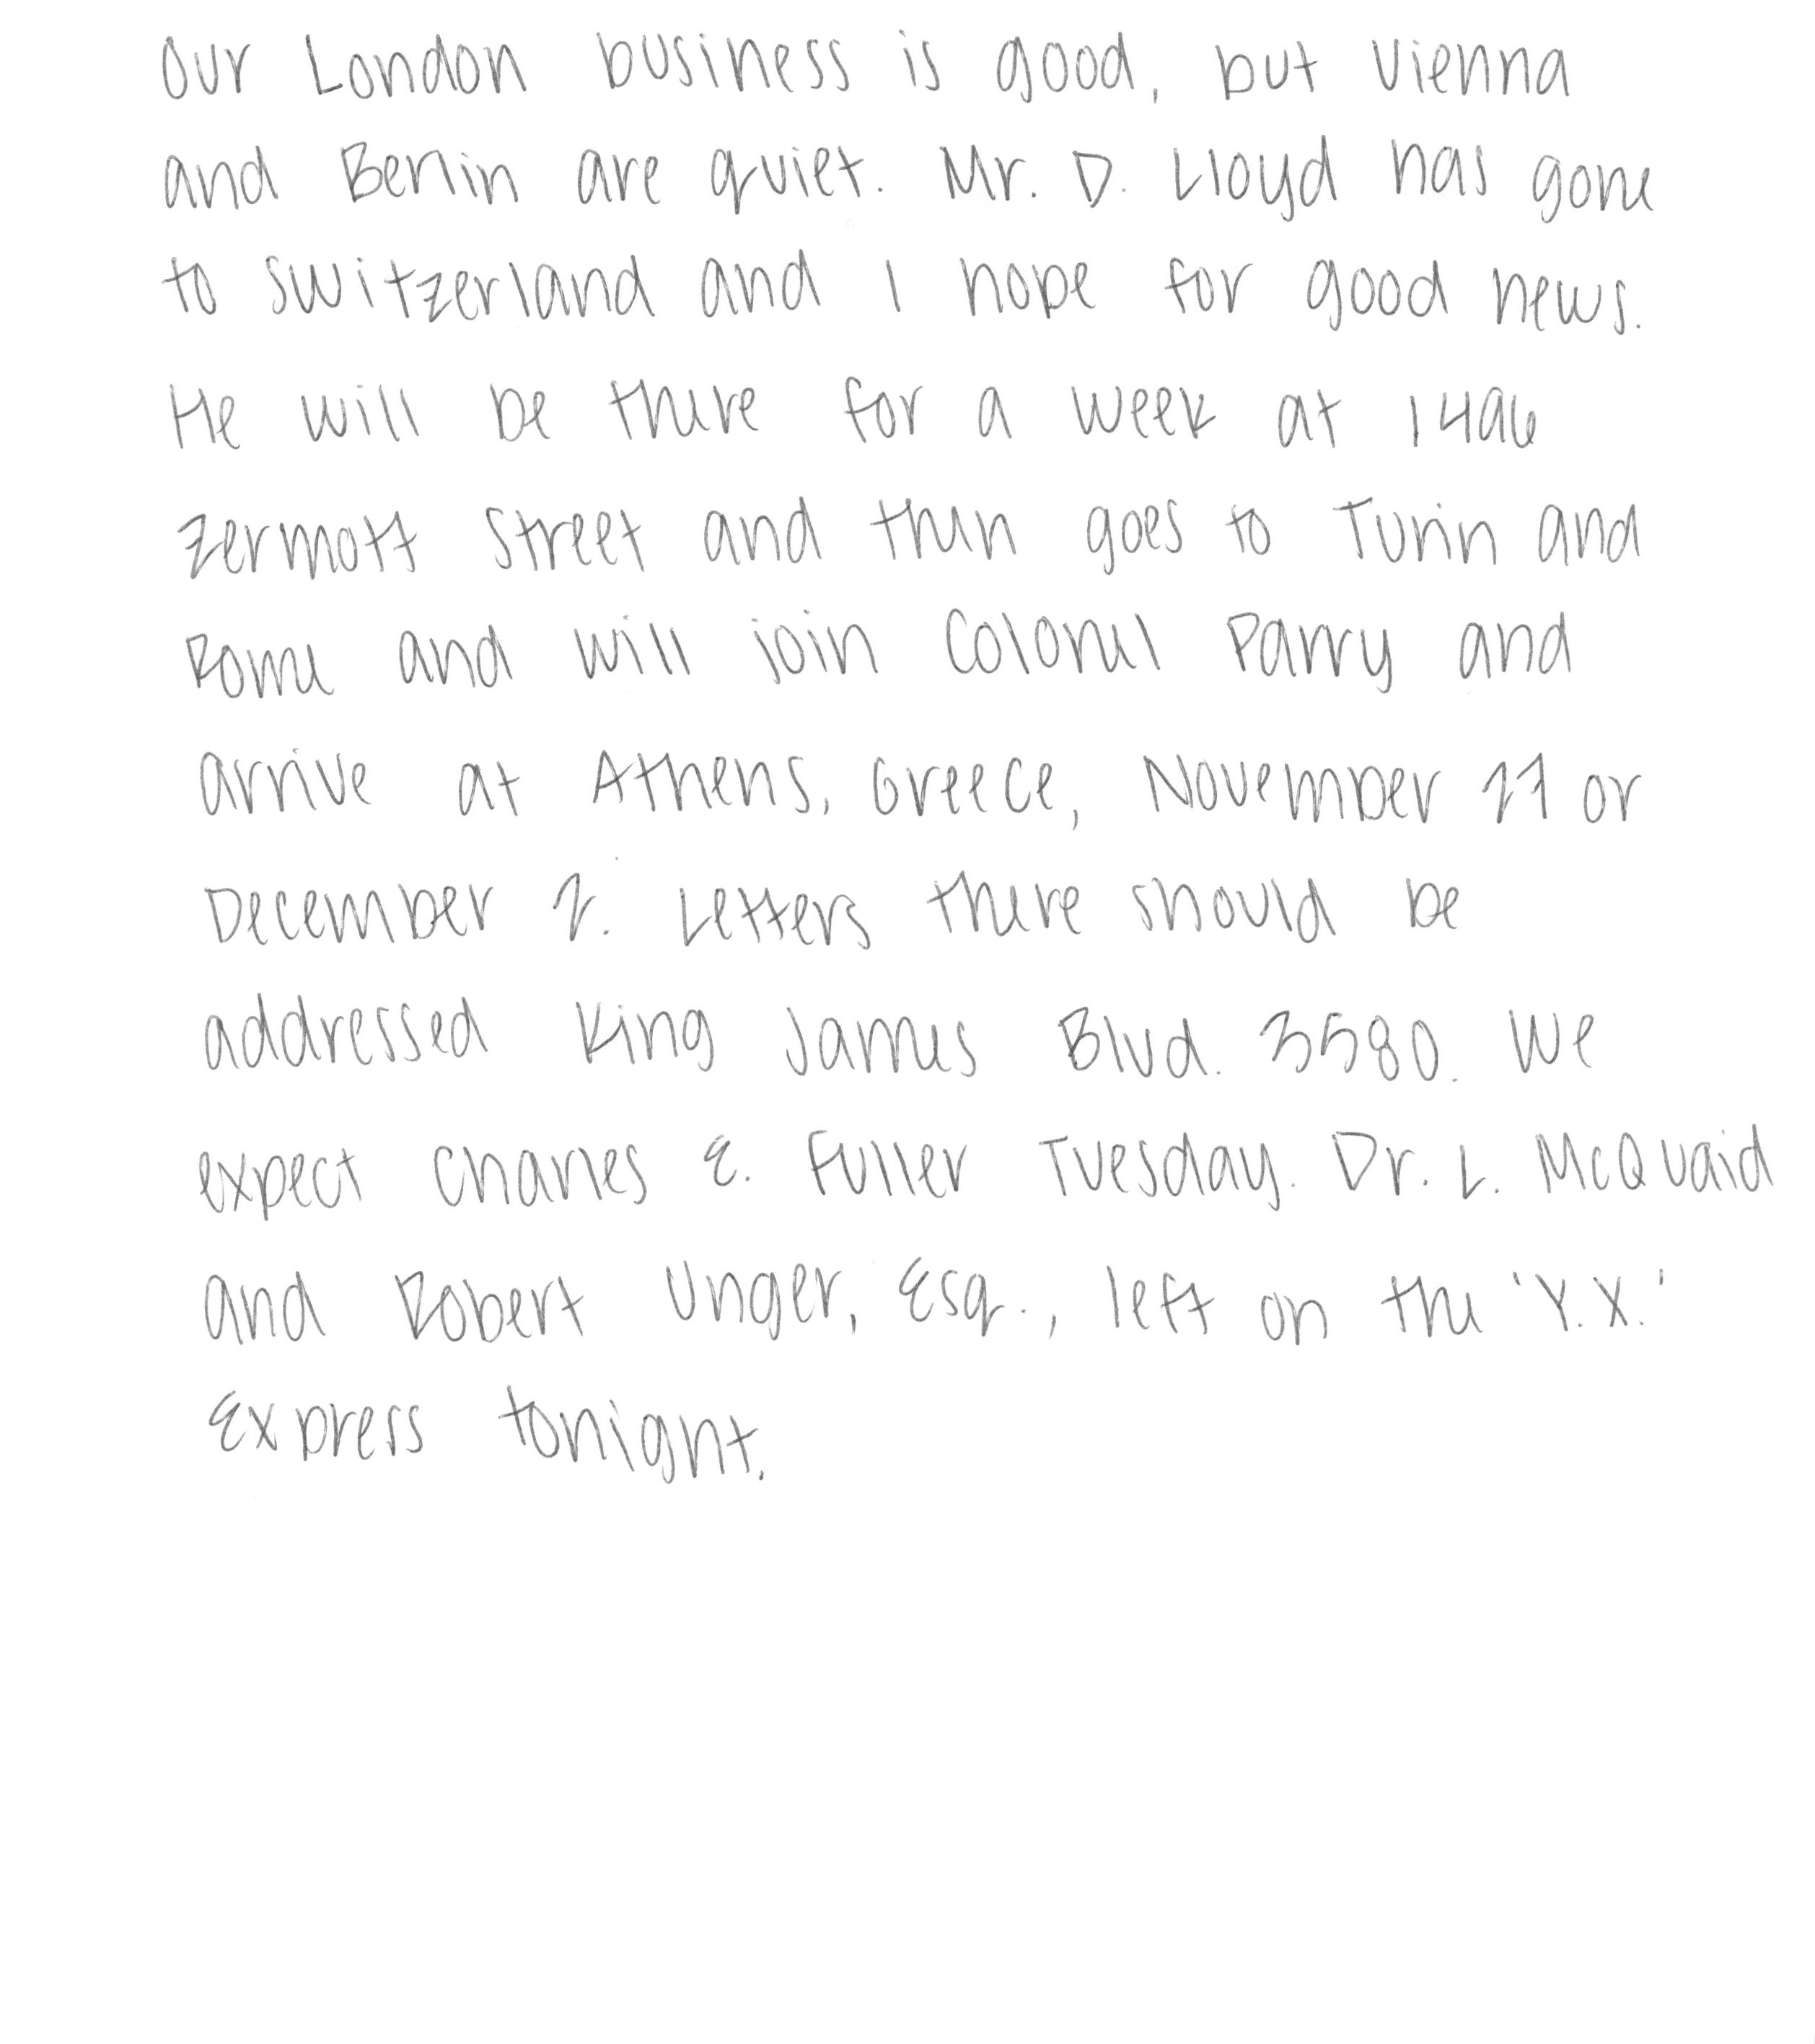 Our London business is good, but Vienna
and Berlin are quiet. Mr. D. Lloyd has gone
to Switzerland and I hope for good news.
He will be there for a week at 1496
Zermott Street and then goes to Turin and
Rome and will join Colonel Parry and
arrive at Athens, Greece, November 27 or
December 2. Letters there should be
addressed King James Blvd. 3580. We
expect Charles E. Fuller Tuesday. Dr. L. McQuaid
and Robert Unger, Esq., left on the 'Y.X.'
Express tonight.